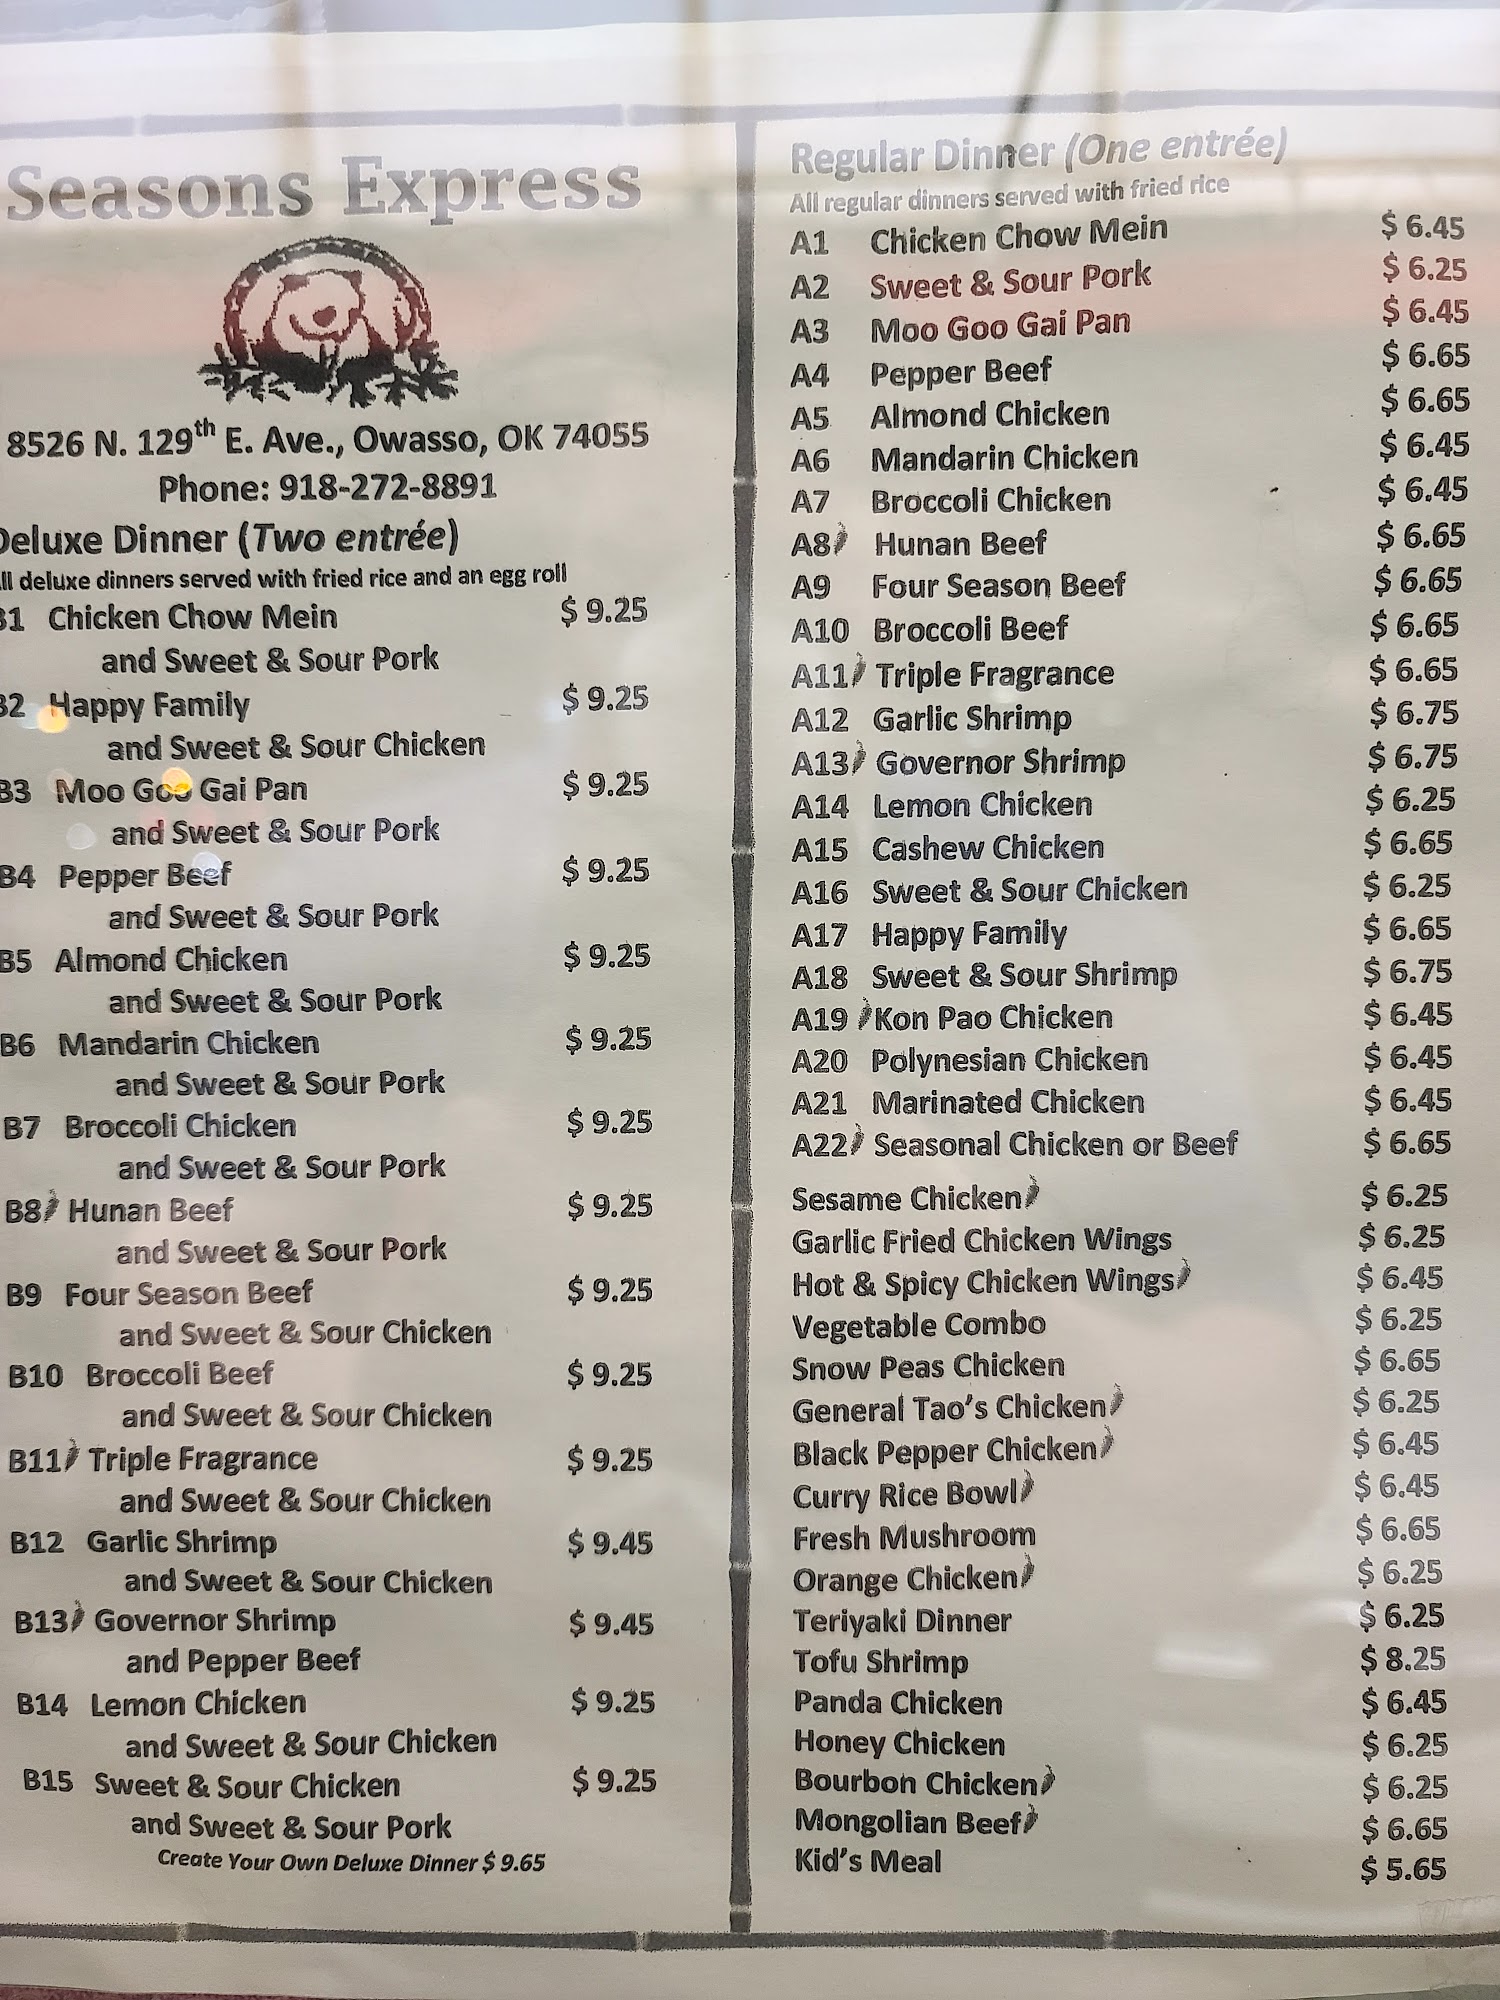 Seasons Express
8526 N. 129th E. Ave., Owasso, OK 74055
Phone: 918-272-8891
Deluxe Dinner (Two entrée)
All deluxe dinners served with fried rice and an egg roll
B1 Chicken Chow Mein $ 9.25
and Sweet & Sour Pork
B2 Happy Family $ 9.25
and Sweet & Sour Chicken
B3 Moo Goo Gai Pan $ 9.25
and Sweet & Sour Pork
B4 Pepper Beef $ 9.25
and Sweet & Sour Pork
B5 Almond Chicken $ 9.25
and Sweet & Sour Pork
B6 Mandarin Chicken $ 9.25
and Sweet & Sour Pork
B7 Broccoli Chicken $ 9.25
and Sweet & Sour Pork
B8 Hunan Beef $ 9.25
and Sweet & Sour Pork
B9 Four Season Beef $ 9.25
and Sweet & Sour Chicken
B10 Broccoli Beef $ 9.25
and Sweet & Sour Chicken
B11 Triple Fragrance $ 9.25
and Sweet & Sour Chicken
B12 Garlic Shrimp $ 9.45
and Sweet & Sour Chicken
B13 Governor Shrimp $ 9.45
and Pepper Beef
B14 Lemon Chicken $ 9.25
and Sweet & Sour Chicken
B15 Sweet & Sour Chicken $ 9.25
and Sweet & Sour Pork
Create Your Own Deluxe Dinner $ 9.65
Regular Dinner (One entrée)
All regular dinners served with fried rice
A1 Chicken Chow Mein $ 6.45
A2 Sweet & Sour Pork $ 6.25
A3 Moo Goo Gai Pan $ 6.45
A4 Pepper Beef $ 6.65
A5 Almond Chicken $ 6.65
A6 Mandarin Chicken $ 6.45
A7 Broccoli Chicken $ 6.45
A8 Hunan Beef $ 6.65
A9 Four Season Beef $ 6.65
A10 Broccoli Beef $ 6.65
A11 Triple Fragrance $ 6.65
A12 Garlic Shrimp $ 6.75
A13 Governor Shrimp $ 6.75
A14 Lemon Chicken $ 6.25
A15 Cashew Chicken $ 6.65
A16 Sweet & Sour Chicken $ 6.25
A17 Happy Family $ 6.65
A18 Sweet & Sour Shrimp $ 6.75
A19 Kon Pao Chicken $ 6.45
A20 Polynesian Chicken $ 6.45
A21 Marinated Chicken $ 6.45
A22 Seasonal Chicken or Beef $ 6.65
Sesame Chicken $ 6.25
Garlic Fried Chicken Wings $ 6.25
Hot & Spicy Chicken Wings $ 6.45
Vegetable Combo $ 6.25
Snow Peas Chicken $ 6.65
General Tao's Chicken $ 6.25
Black Pepper Chicken $ 6.45
Curry Rice Bowl $ 6.45
Fresh Mushroom $ 6.65
Orange Chicken $ 6.25
Teriyaki Dinner $ 6.25
Tofu Shrimp $ 8.25
Panda Chicken $ 6.45
Honey Chicken $ 6.25
Bourbon Chicken $ 6.25
Mongolian Beef $ 6.65
Kid's Meal $ 5.65